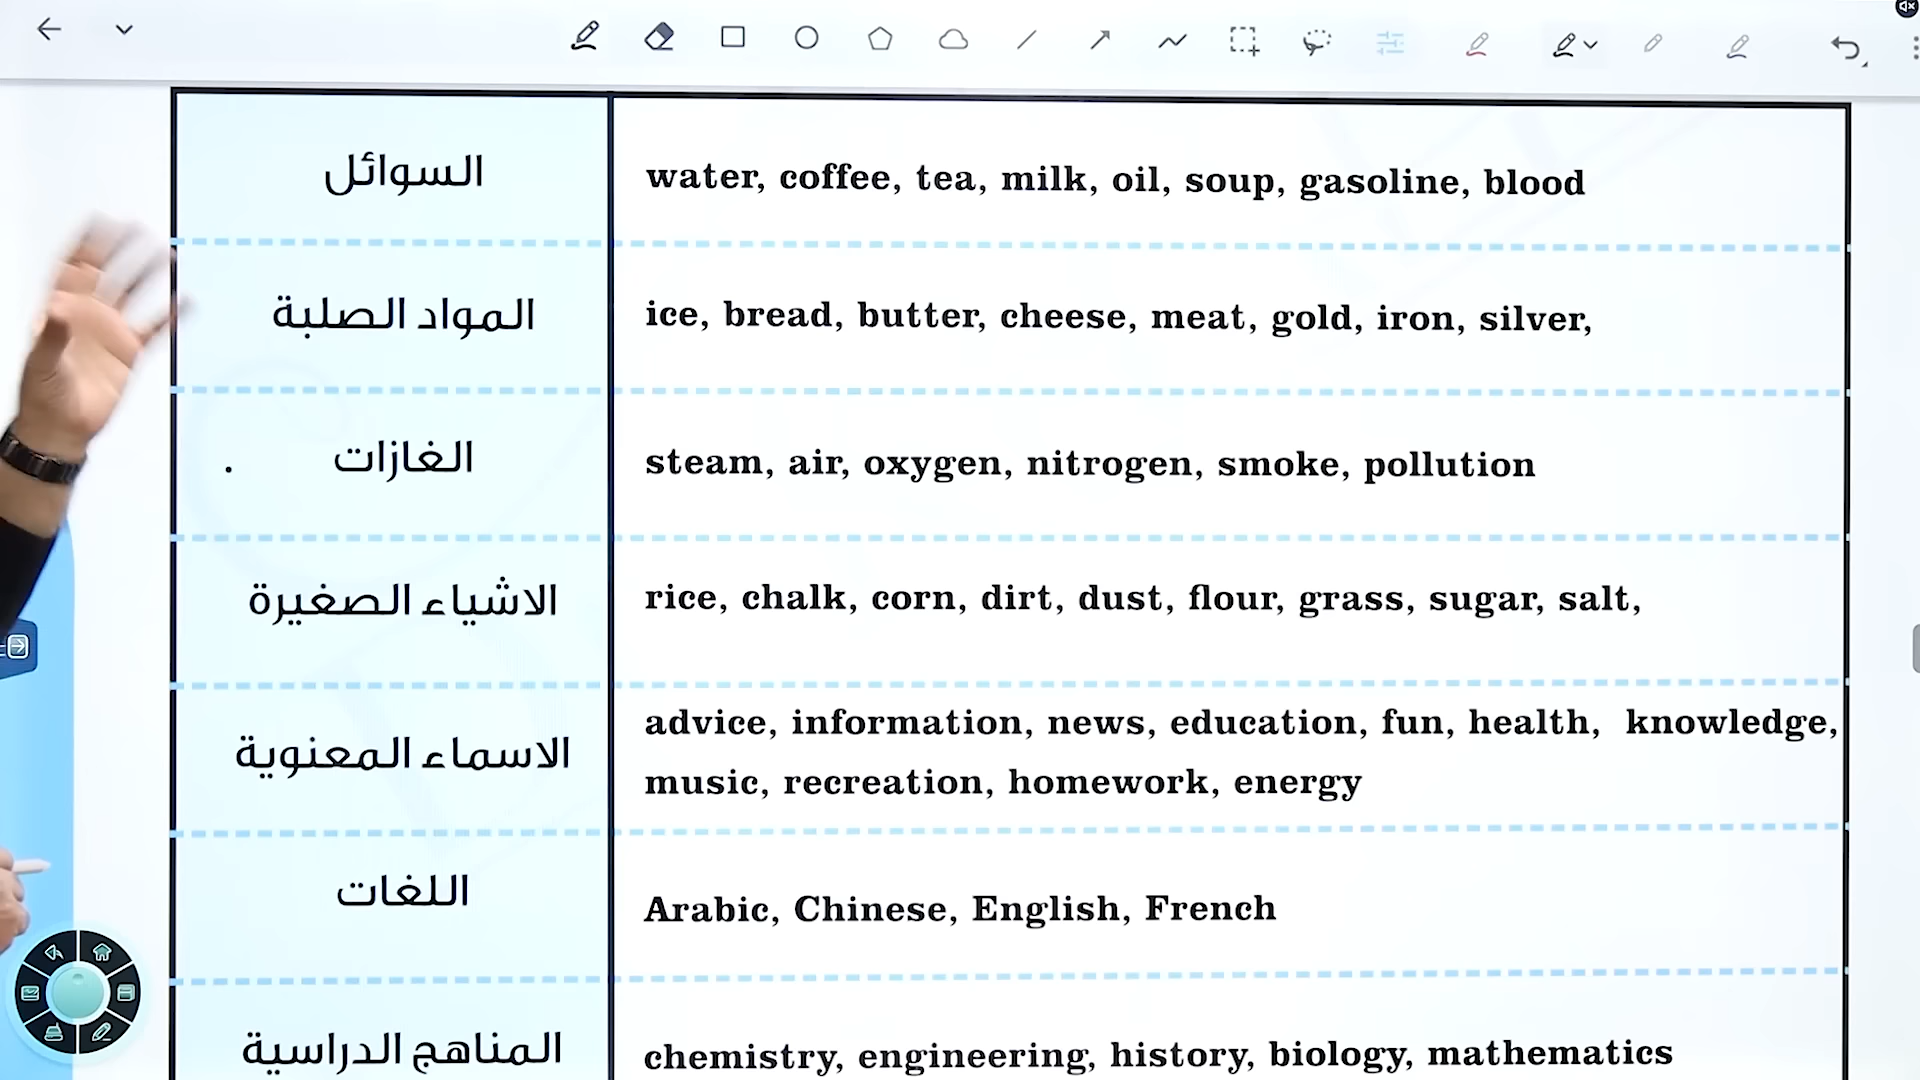 السوائل
water, coffee, tea, milk, oil, soup, gasoline, blood
المواد الصلبة
ice, bread, butter, cheese, meat, gold, iron, silver,
الغازات
steam, air, oxygen, nitrogen, smoke, pollution
الاشياء الصغيرة
rice, chalk, corn, dirt, dust, flour, grass, sugar, salt,
الاسماء المعنوية
advice, information, news, education, fun, health, knowledge,
music, recreation, homework, energy
اللغات
Arabic, Chinese, English, French
المناهج الدراسية
chemistry, engineering, history, biology, mathematics